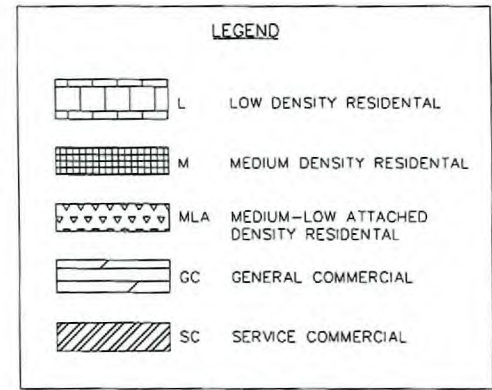 LEGEND
L LOW DENSITY RESIDENTAL
M MEDIUM DENSITY RESIDENTAL
MLA MEDIUM-LOW ATTACHED
DENSITY RESIDENTAL
GC GENERAL COMMERCIAL
SC SERVICE COMMERCIAL